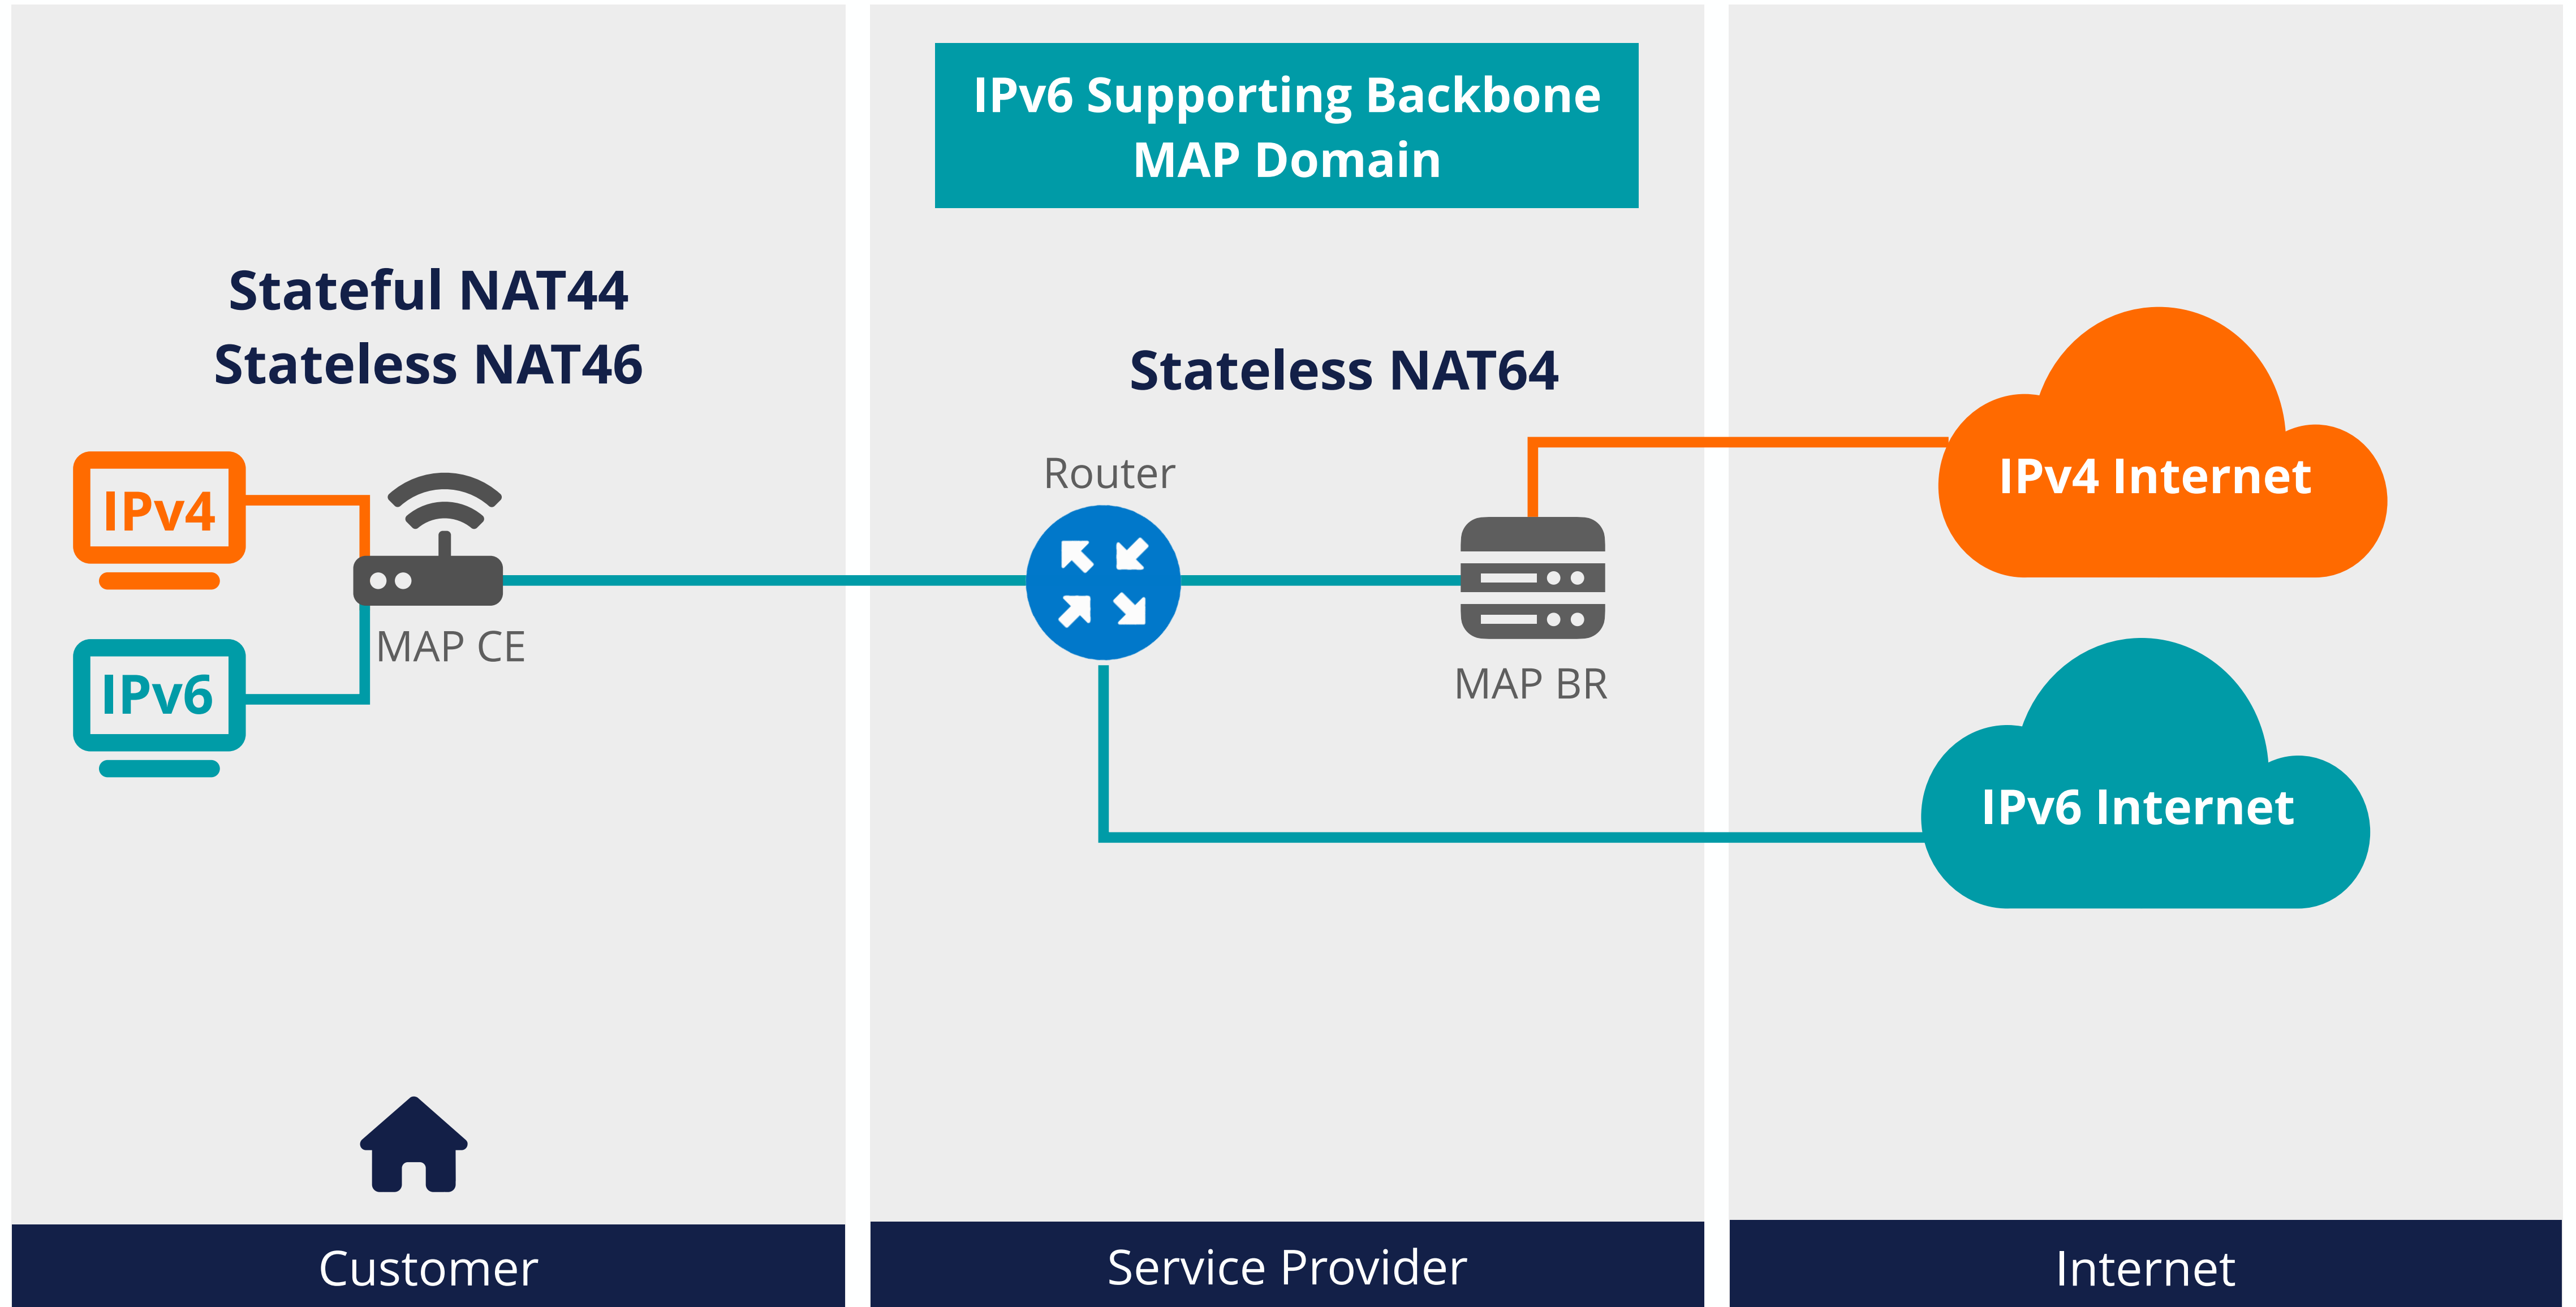 IPv6 Supporting Backbone
MAP Domain
Stateful NAT44
Stateless NAT46
Stateless NAT64
IPv4
IPv6
MAP CE
Router
MAP BR
IPv4 Internet
IPv6 Internet
Customer
Service Provider
Internet